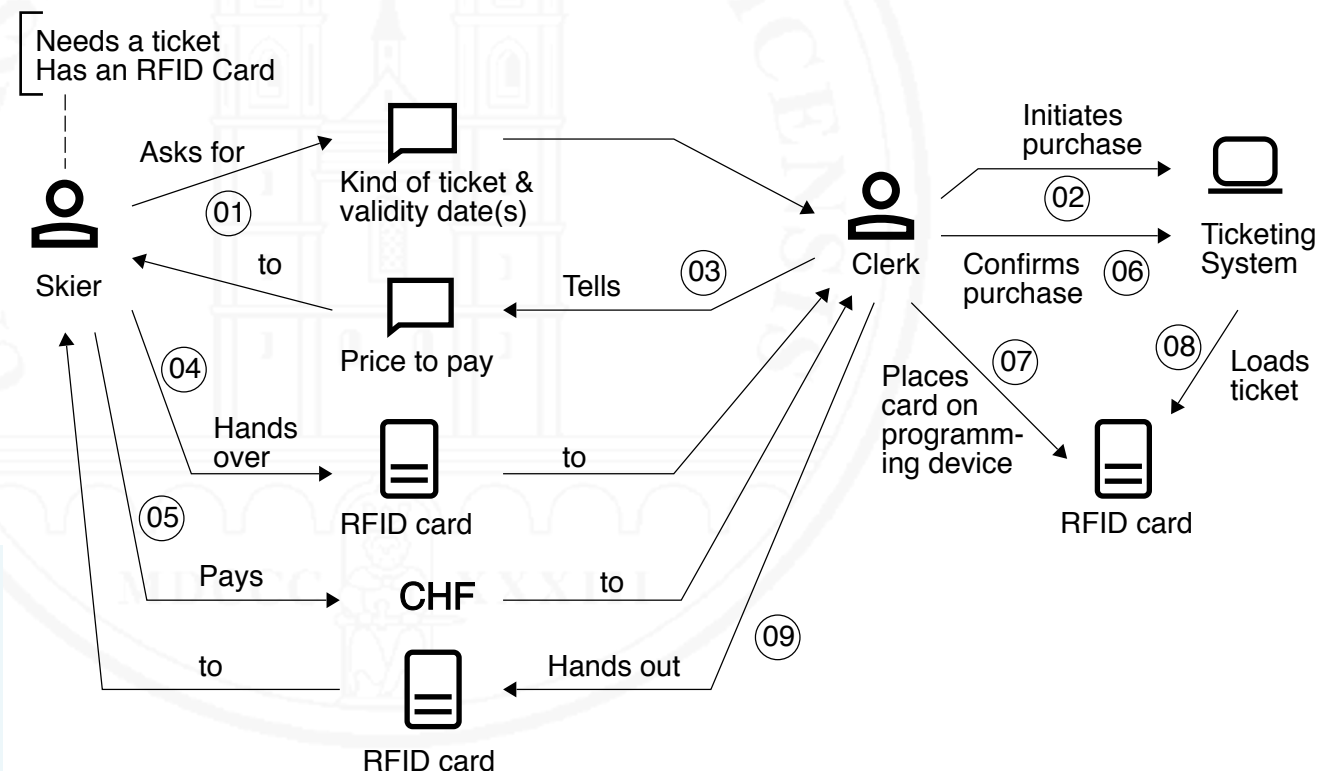 Needs a ticket
Has an RFID Card
Asks for
01
Kind of ticket &
validity date(s)
Initiates
purchase
02
Skier
to
Tells
03
Clerk
Confirms
purchase
06
Ticketing
System
Price to pay
04
Hands
over
to
RFID card
Places
card on
programm-
ing device
07
08
Loads
ticket
RFID card
05
Pays
CHF
to
09
to
Hands out
RFID card
MDCCC XXXIII
ENSIS